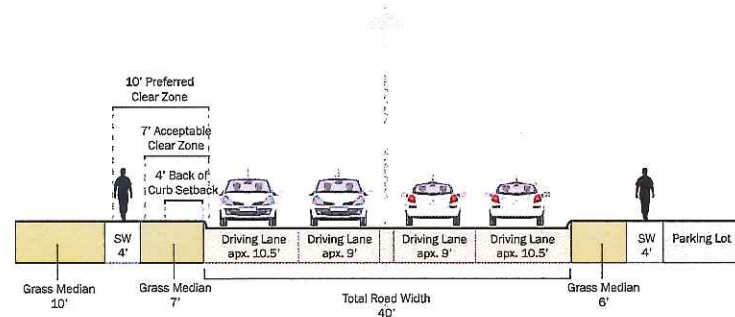 10' Preferred
Clear Zone
7' Acceptable
Clear Zone
4' Back of
Curb Setback
SW
4'
Driving Lane
apx. 10.5'
Driving Lane
apx. 9'
Driving Lane
apx. 9'
Driving Lane
apx. 10.5'
SW
4'
Parking Lot
Grass Median
10'
Grass Median
7'
Total Road Width
40'
Grass Median
6'